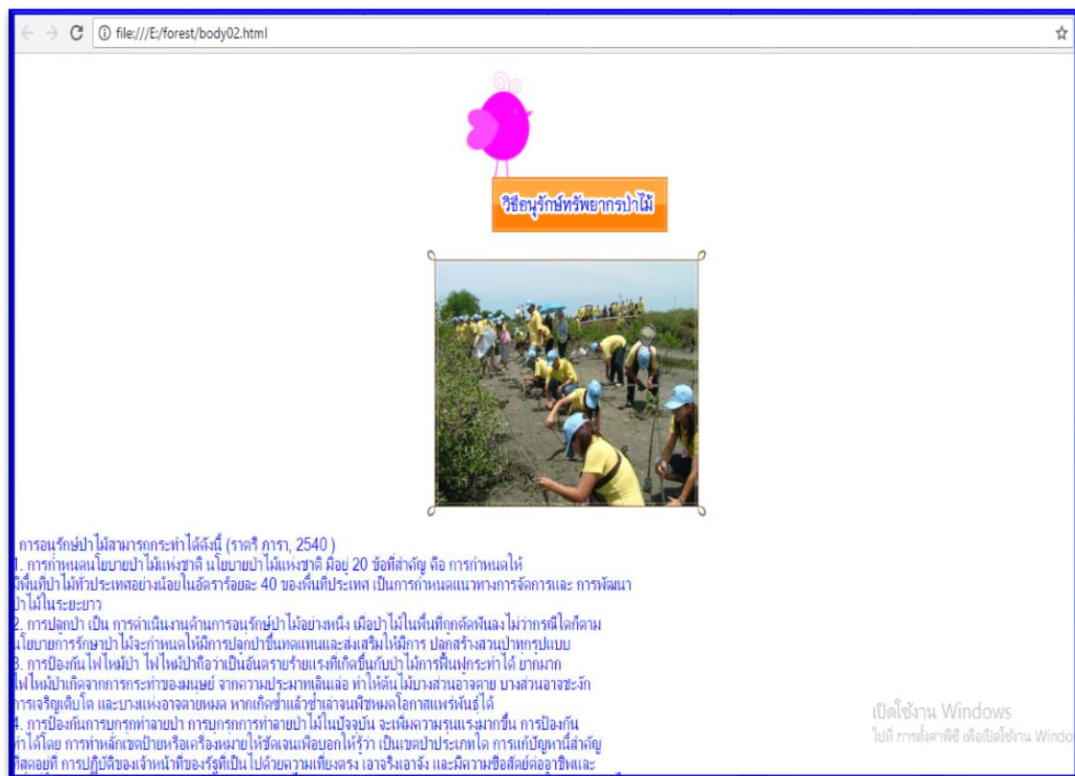 file:///E:/forest/body02.html
วิธีอนุรักษ์ทรัพยากรป่าไม้
การอนุรักษ์ป่าไม้สามารถกระทำได้ดังนี้ (ราตรี ภารา, 2540 )
1. การกำหนดนโยบายป่าไม้แห่งชาติ นโยบายป่าไม้แห่งชาติ มีอยู่ 20 ข้อที่สำคัญ คือ การกำหนดให้
มีพื้นที่ป่าไม้ทั่วประเทศอย่างน้อยในอัตราร้อยละ 40 ของพื้นที่ประเทศ เป็นการกำหนดแนวทางการจัดการและ การพัฒนา
ป่าไม้ในระยะยาว
2. การปลูกป่า เป็น การดำเนินงานด้านการอนุรักษ์ป่าไม้อย่างหนึ่ง เมื่อป่าไม้ในพื้นที่ถูกตัดฟันลงไม่ว่ากรณีใดก็ตาม
นโยบายการรักษาป่าไม้จะกำหนดให้มีการปลูกป่าขึ้นทดแทนและส่งเสริมให้มีการ ปลูกสร้างสวนป่าทุกรูปแบบ
3. การป้องกันไฟไหม้ป่า ไฟไหม้ป่าถือว่าเป็นอันตรายร้ายแรงที่เกิดขึ้นกับป่าไม้การฟื้นฟูกระทำได้ ยากมาก
ไฟไหม้ป่าเกิดจากการกระทำของมนุษย์ จากความประมาทเลินเล่อ ทำให้ต้นไม้บางส่วนอาจตาย บางส่วนอาจชะงัก
การเจริญเติบโต และบางแห่งอาจตายหมด หากเกิดซ้ำแล้วซ้ำเล่าจนพืชหมดโอกาสแพร่พันธุ์ได้
4. การป้องกันการบุกรุกทำลายป่า การบุกรุกการทำลายป่าไม้ในปัจจุบัน จะเพิ่มความรุนแรงมากขึ้น การป้องกัน
ทำได้โดย การทำหลักเขตป้ายหรือเครื่องหมายให้ชัดเจนเพื่อบอกให้รู้ว่า เป็นเขตป่าประเภทใด การแก้ปัญหานี้สำคัญ
ที่สุดอยู่ที่ การปฏิบัติของเจ้าหน้าที่ของรัฐที่เป็นไปด้วยความเที่ยงตรง เอาจริงเอาจัง และมีความซื่อสัตย์ต่ออาชีพและ
เปิดใช้งาน Windows
ไปที่ การตั้งค่าพีซี เพื่อเปิดใช้งาน Windo